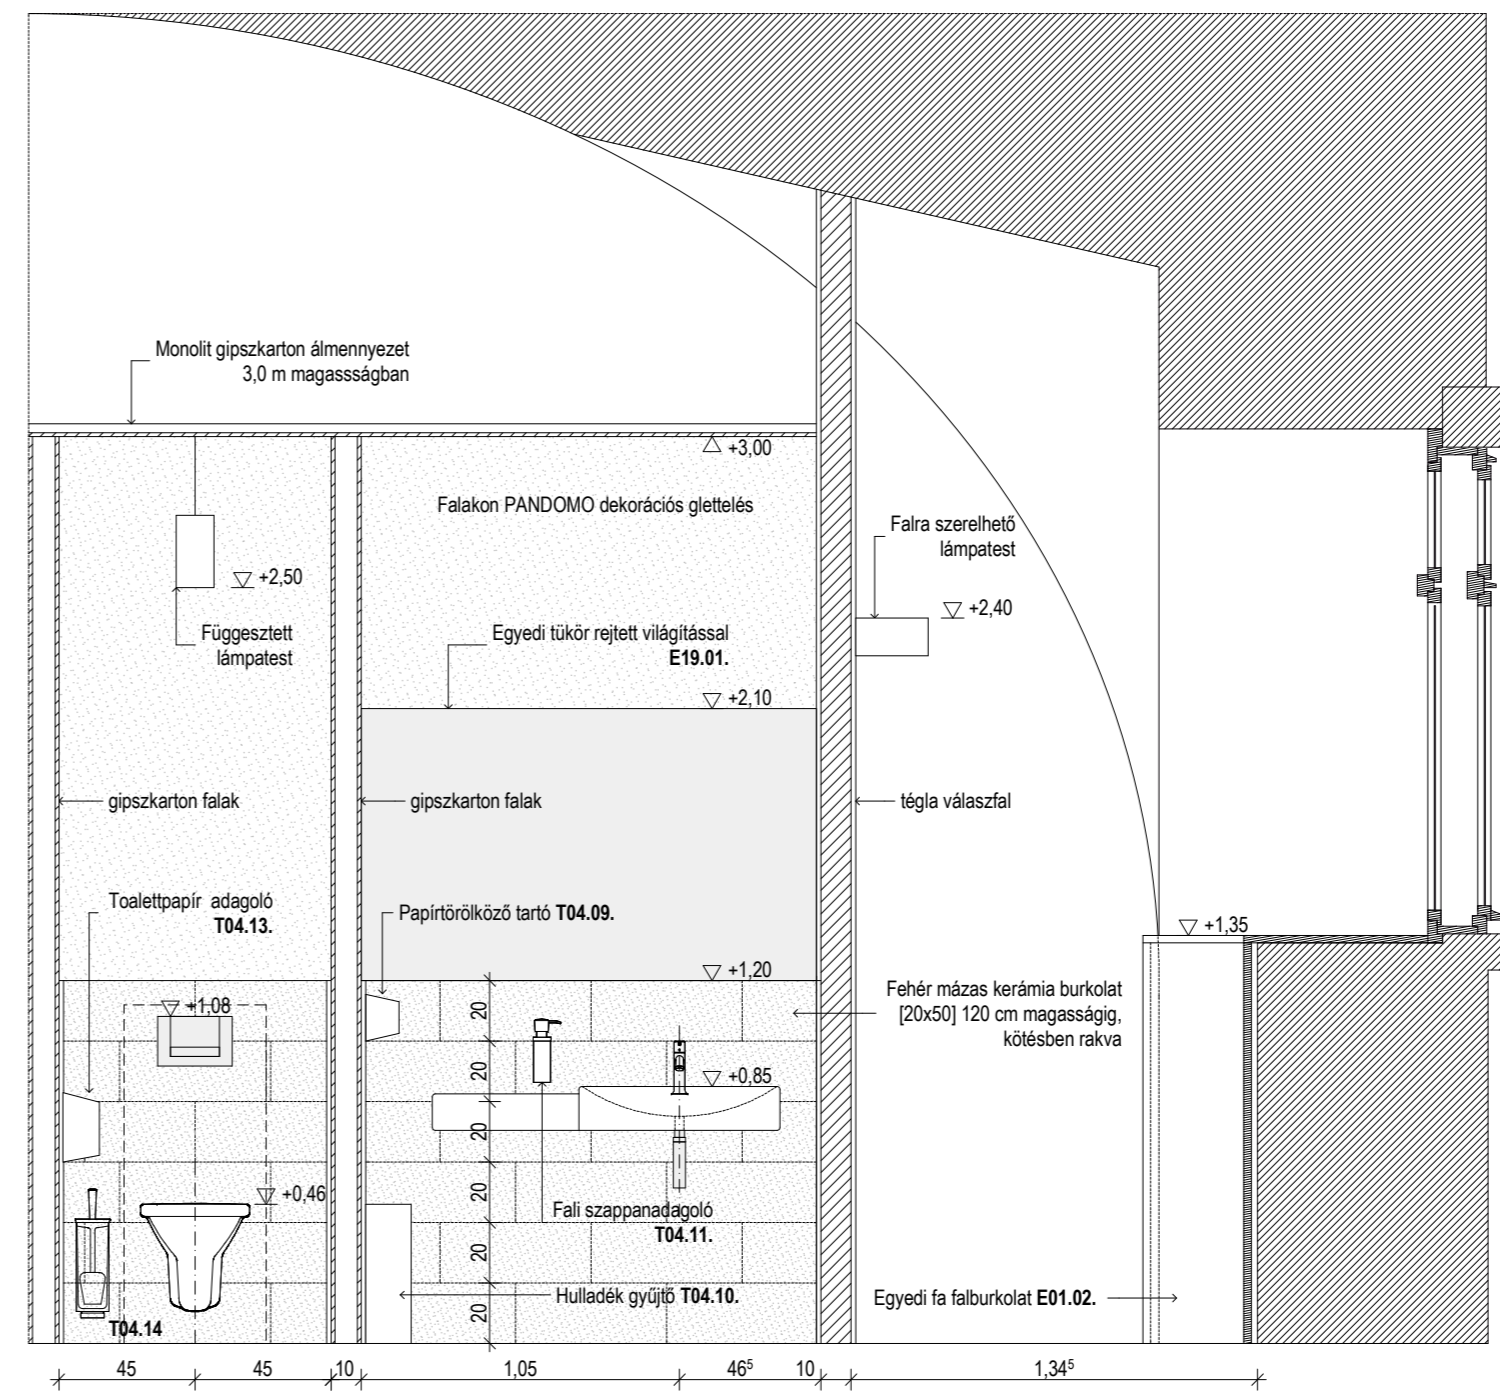 Monolit gipszkarton álmennyezet
3,0 m magassságban
+3,00
Falakon PANDOMO dekorációs glettelés
Falra szerelhető
lámpatest
+2,50
+2,40
Függesztett
lámpatest
Egyedi tükör rejtett világítással
E19.01.
+2,10
gipszkarton falak
gipszkarton falak
tégla válaszfal
Toalettpapír adagoló
T04.13.
Papírtörölköző tartó T04.09.
+1,35
+1,20
+1,08
Fehér mázas kerámia burkolat
[20x50] 120 cm magasságig,
kötésben rakva
20
20
+0,85
20
20
+0,46
Fali szappanadagoló
T04.11.
20
20
Hulladék gyűjtő T04.10.
Egyedi fa falburkolat E01.02.
T04.14
45 45 10 1,05 46⁵ 10 1,34⁵